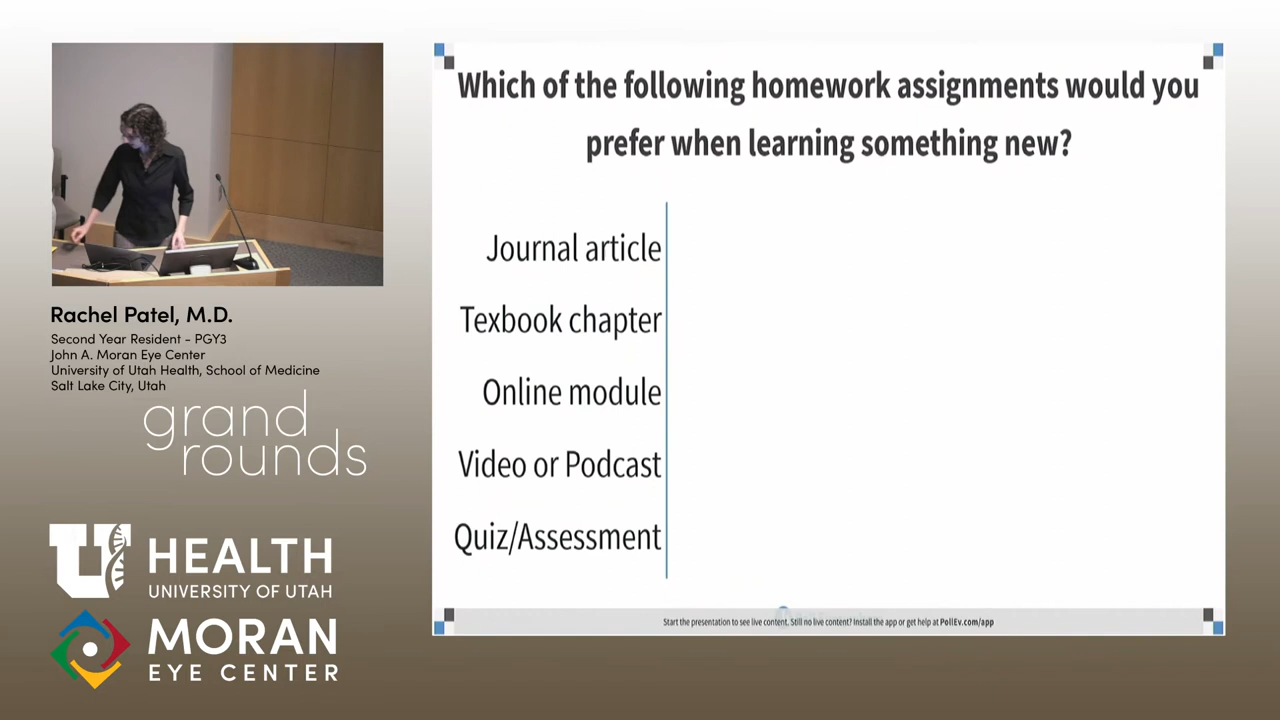 Which of the following homework assignments would you
prefer when learning something new?
Journal article
Texbook chapter
Online module
Video or Podcast
Quiz/Assessment
Start the presentation to see live content. Still no live content? Install the app or get help at PollEv.com/app
Rachel Patel, M.D.
Second Year Resident - PGY3
John A. Moran Eye Center
University of Utah Health, School of Medicine
Salt Lake City, Utah
grand
rounds
U HEALTH
UNIVERSITY OF UTAH
MORAN
EYE CENTER